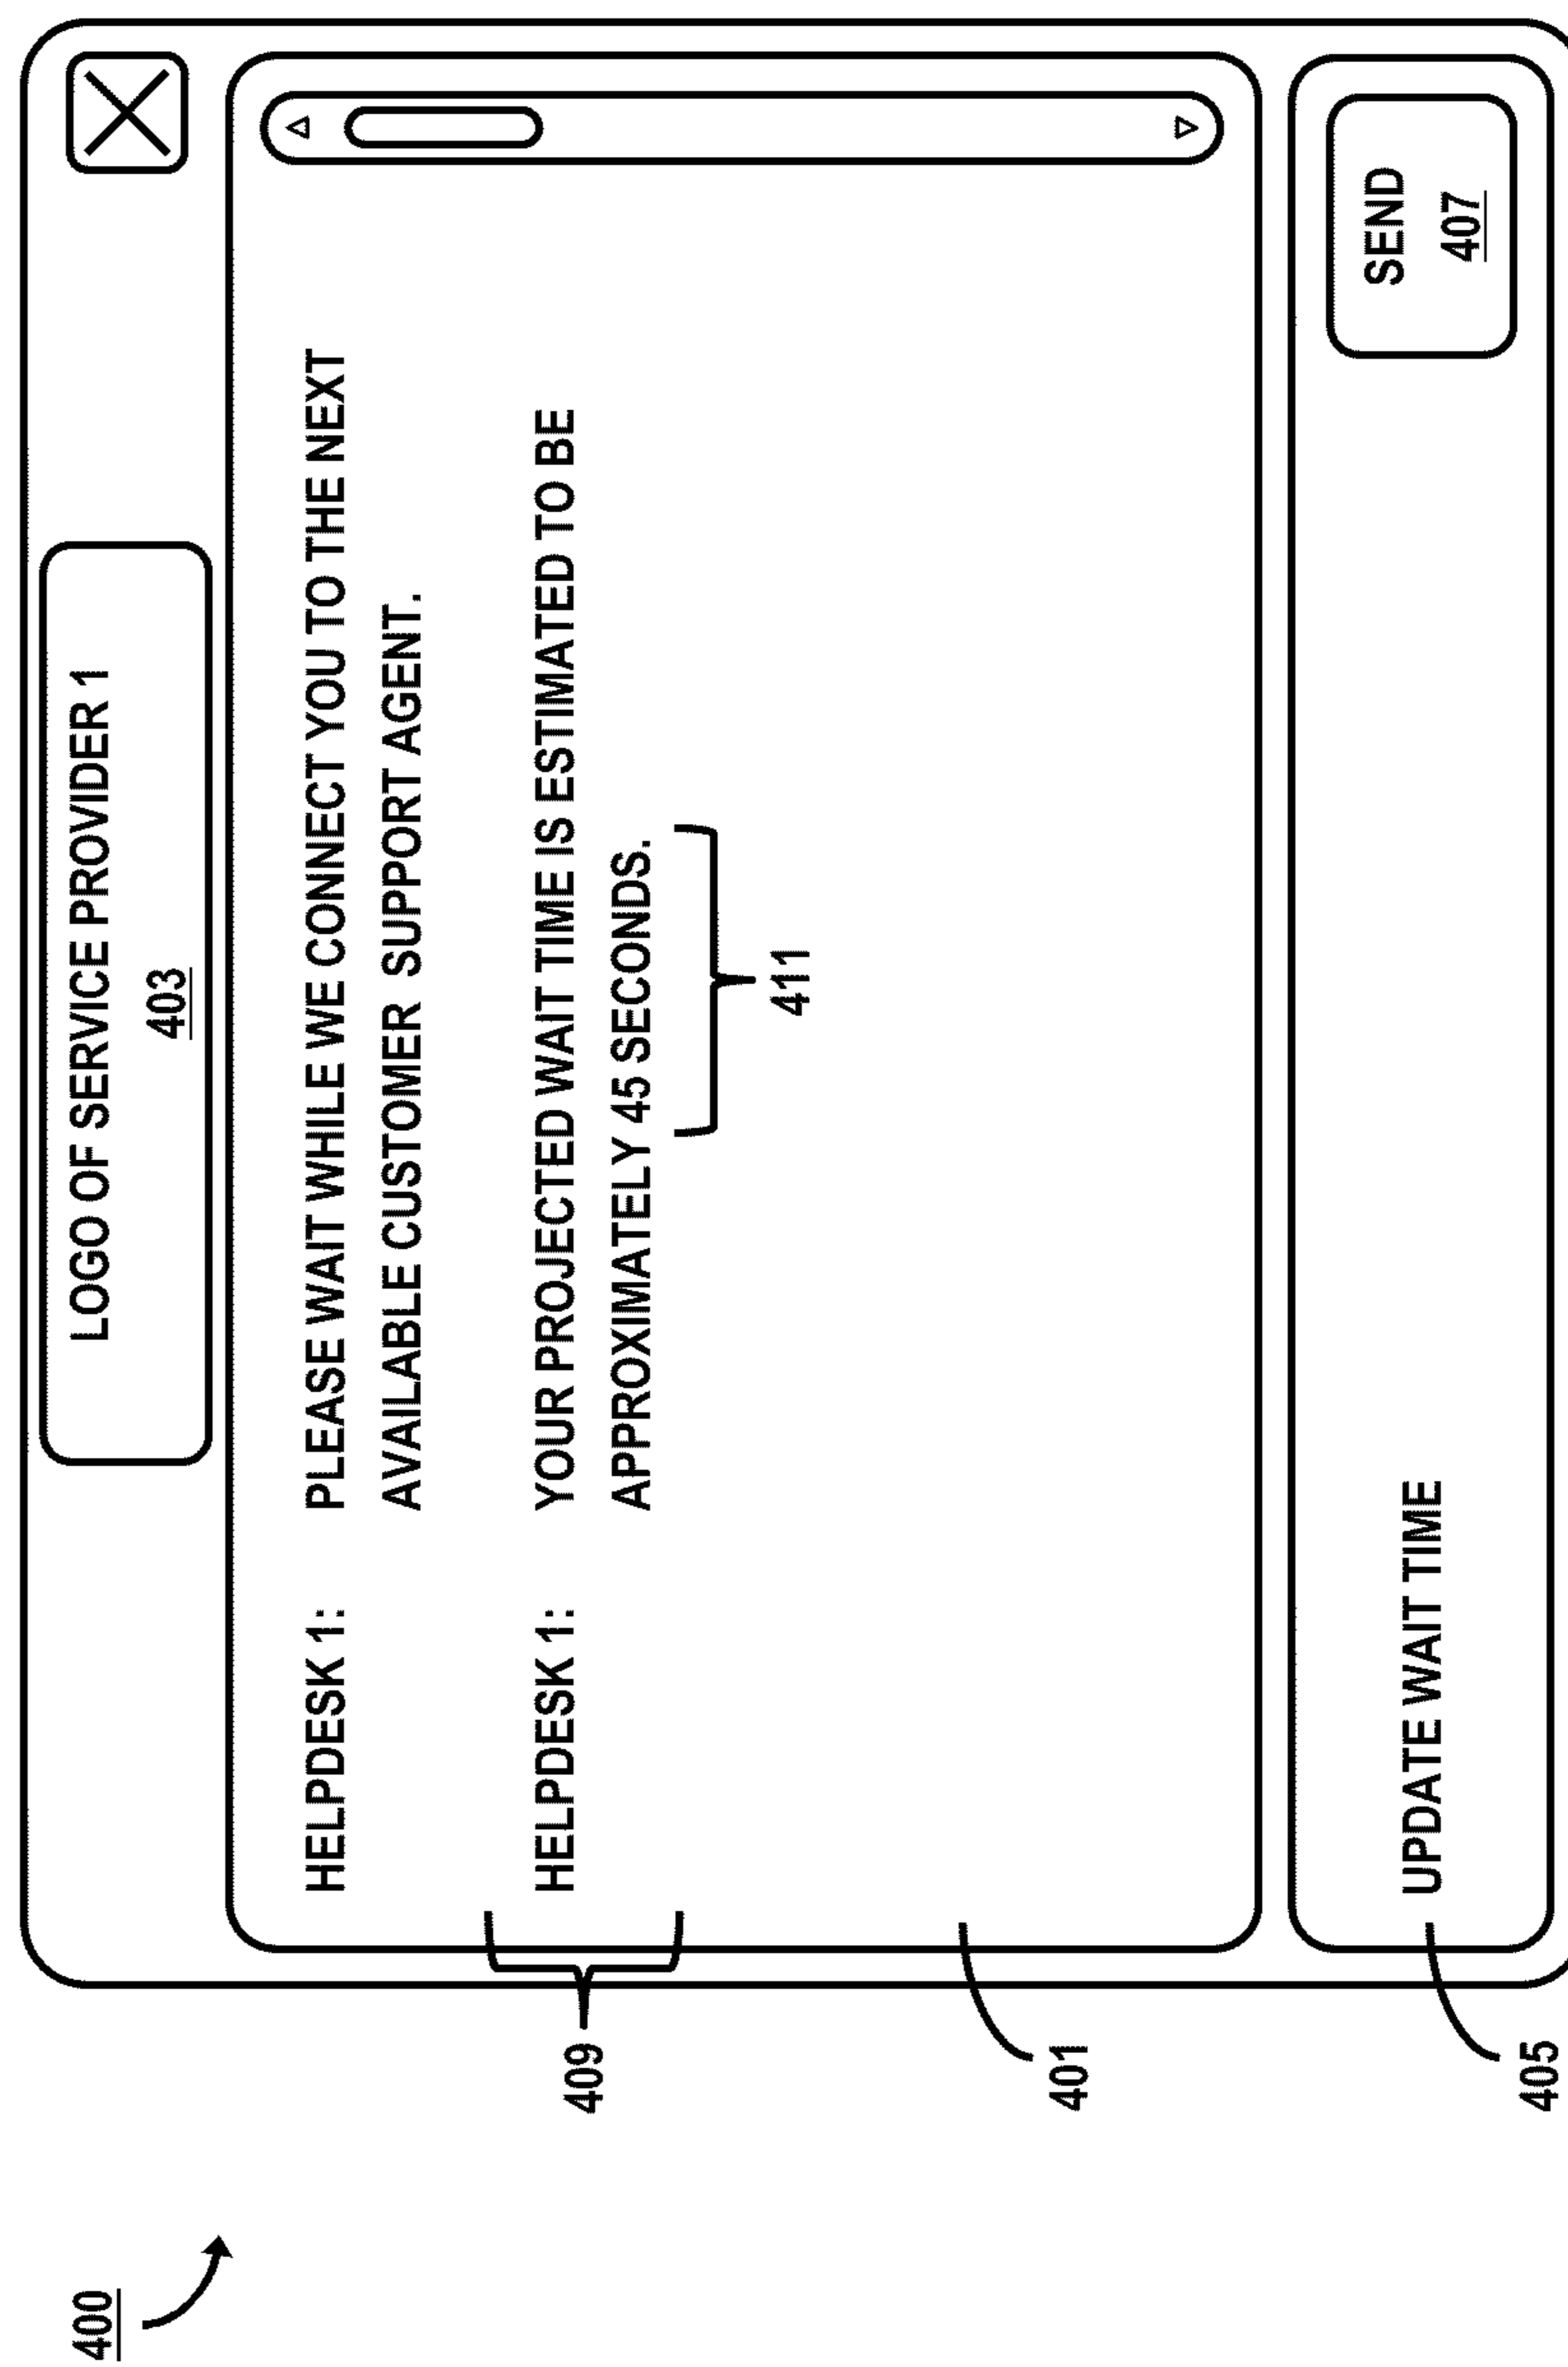 400
LOGO OF SERVICE PROVIDER 1
403
HELPDESK 1: PLEASE WAIT WHILE WE CONNECT YOU TO THE NEXT
AVAILABLE CUSTOMER SUPPORT AGENT.
409
HELPDESK 1: YOUR PROJECTED WAIT TIME IS ESTIMATED TO BE
APPROXIMATELY 45 SECONDS.
411
401
UPDATE WAIT TIME
SEND
407
405